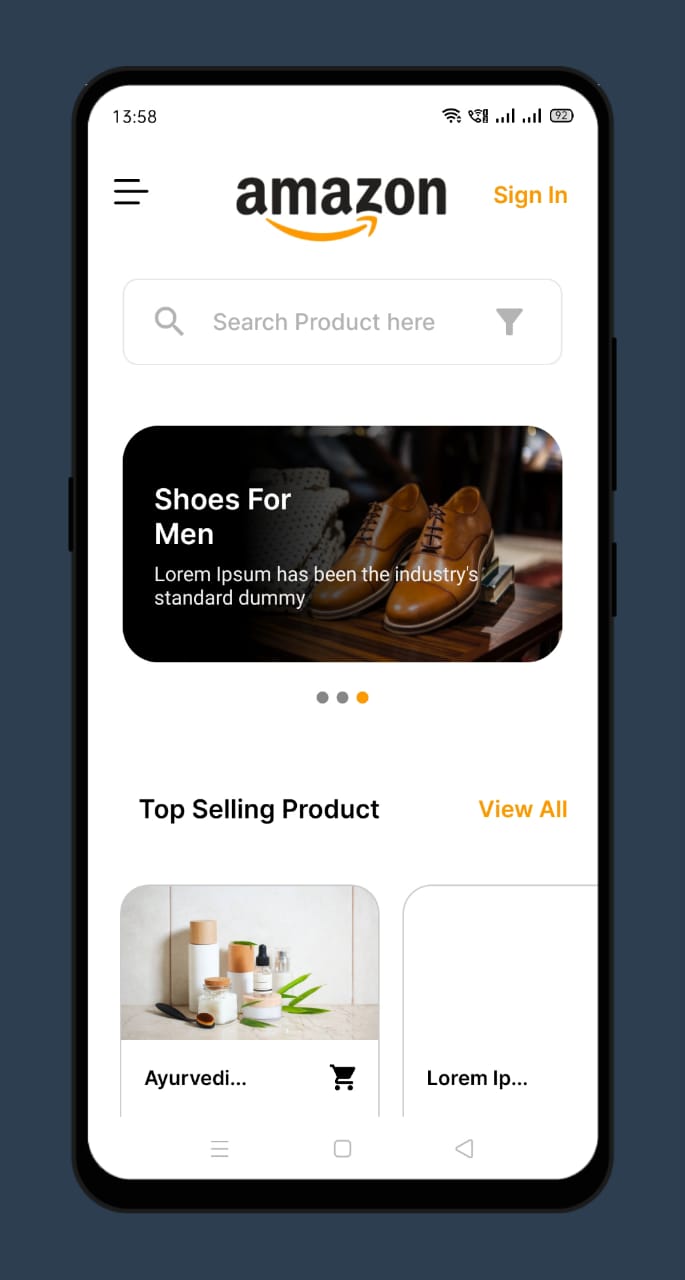 13:58
92
amazon
Sign In
Search Product here
Shoes For
Men
Lorem Ipsum has been the industry's
standard dummy
Top Selling Product
View All
Ayurvedi...
Lorem Ip...